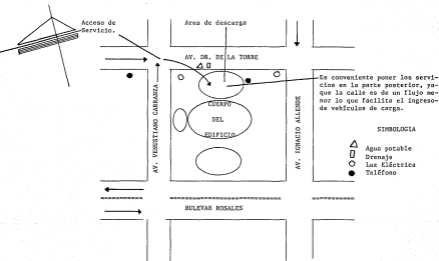 Acceso de
Servicio.
Area de descarga
AV. DR. DE LA TORRE
Es conveniente poner los servi-
cios en la parte posterior, ya-
que la calle es de un flujo me-
nor lo que facilita el ingreso-
de vehículos de carga.
CUERPO
DEL
EDIFICIO
AV. VENUSTIANO CARRANZA
AV. IGNACIO ALLENDE
SIMBOLOGIA
Agua potable
Drenaje
Luz Eléctrica
Teléfono
BULEVAR ROSALES